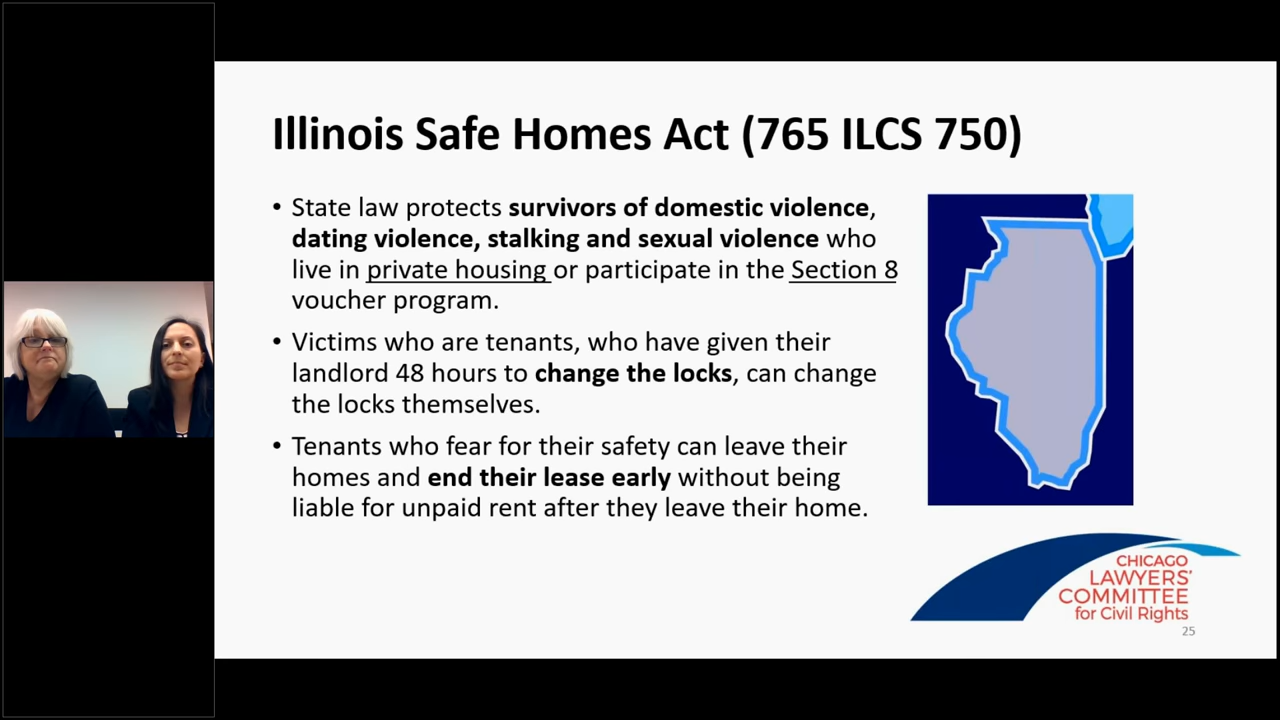 Illinois Safe Homes Act (765 ILCS 750)
• State law protects survivors of domestic violence,
dating violence, stalking and sexual violence who
live in private housing or participate in the Section 8
voucher program.
• Victims who are tenants, who have given their
landlord 48 hours to change the locks, can change
the locks themselves.
• Tenants who fear for their safety can leave their
homes and end their lease early without being
liable for unpaid rent after they leave their home.
CHICAGO
LAWYERS'
COMMITTEE
for Civil Rights
25